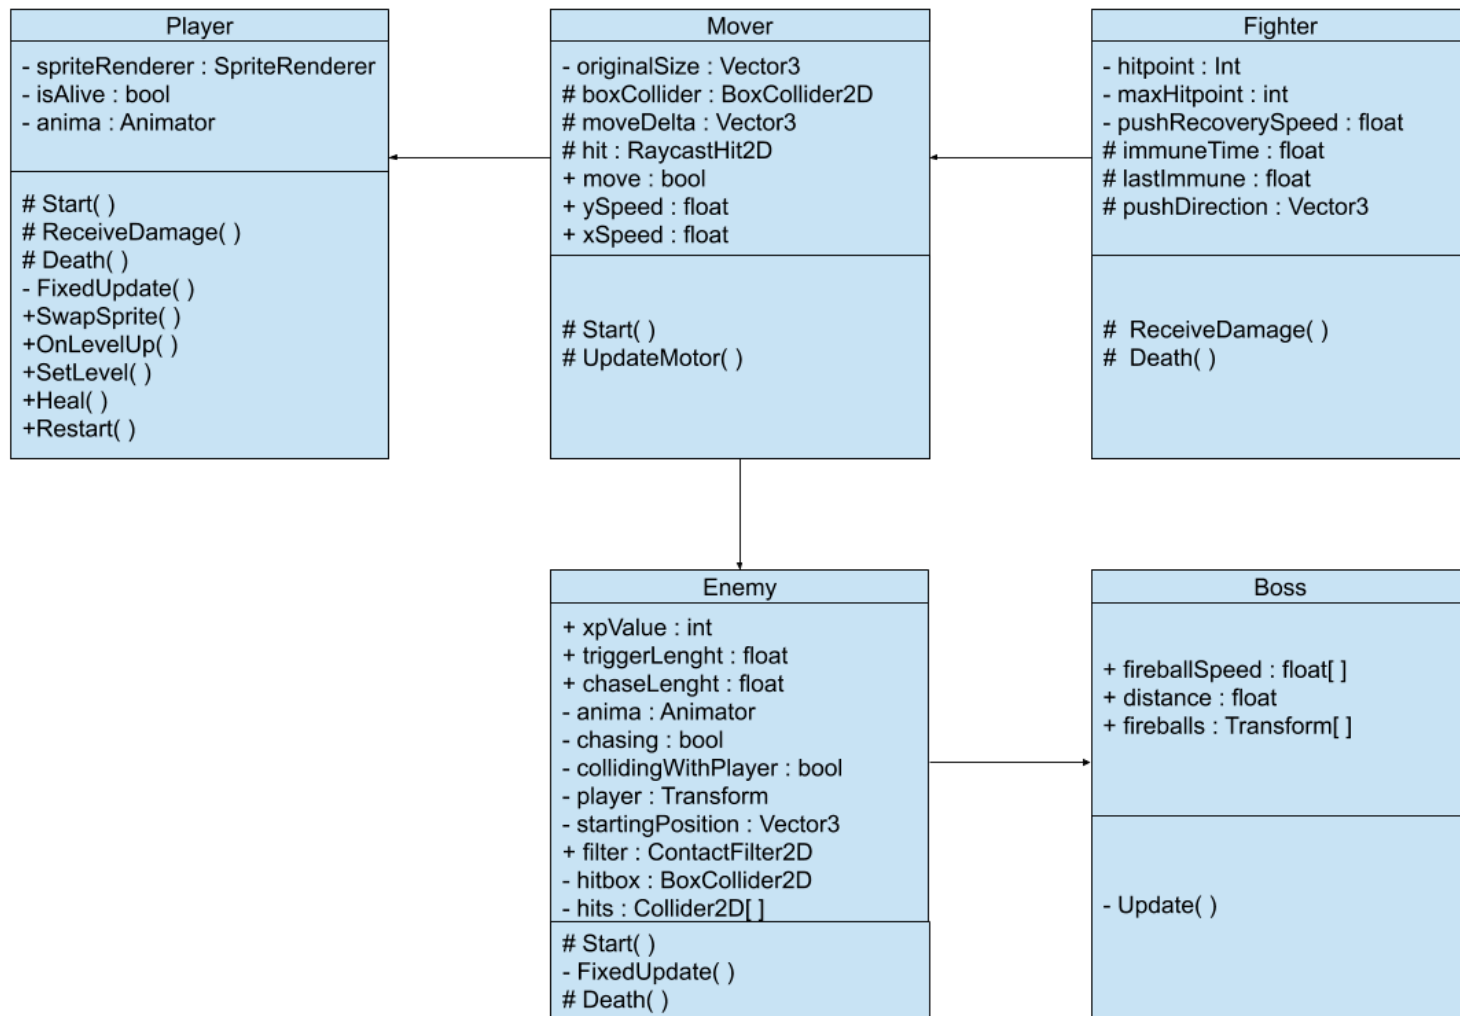 Player
- spriteRenderer : SpriteRenderer
- isAlive : bool
- anima : Animator
# Start( )
# ReceiveDamage( )
# Death( )
- FixedUpdate( )
+SwapSprite( )
+OnLevelUp( )
+SetLevel( )
+Heal( )
+Restart( )
Mover
- originalSize : Vector3
# boxCollider : BoxCollider2D
# moveDelta : Vector3
# hit : RaycastHit2D
+ move : bool
+ ySpeed : float
+ xSpeed : float
# Start( )
# UpdateMotor( )
Fighter
- hitpoint : Int
- maxHitpoint : int
- pushRecoverySpeed : float
# immuneTime : float
# lastImmune : float
# pushDirection : Vector3
# ReceiveDamage( )
# Death( )
Enemy
+ xpValue : int
+ triggerLenght : float
+ chaseLenght : float
- anima : Animator
- chasing : bool
- collidingWithPlayer : bool
- player : Transform
- startingPosition : Vector3
+ filter : ContactFilter2D
- hitbox : BoxCollider2D
- hits : Collider2D[ ]
# Start( )
- FixedUpdate( )
# Death( )
Boss
+ fireballSpeed : float[ ]
+ distance : float
+ fireballs : Transform[ ]
- Update( )